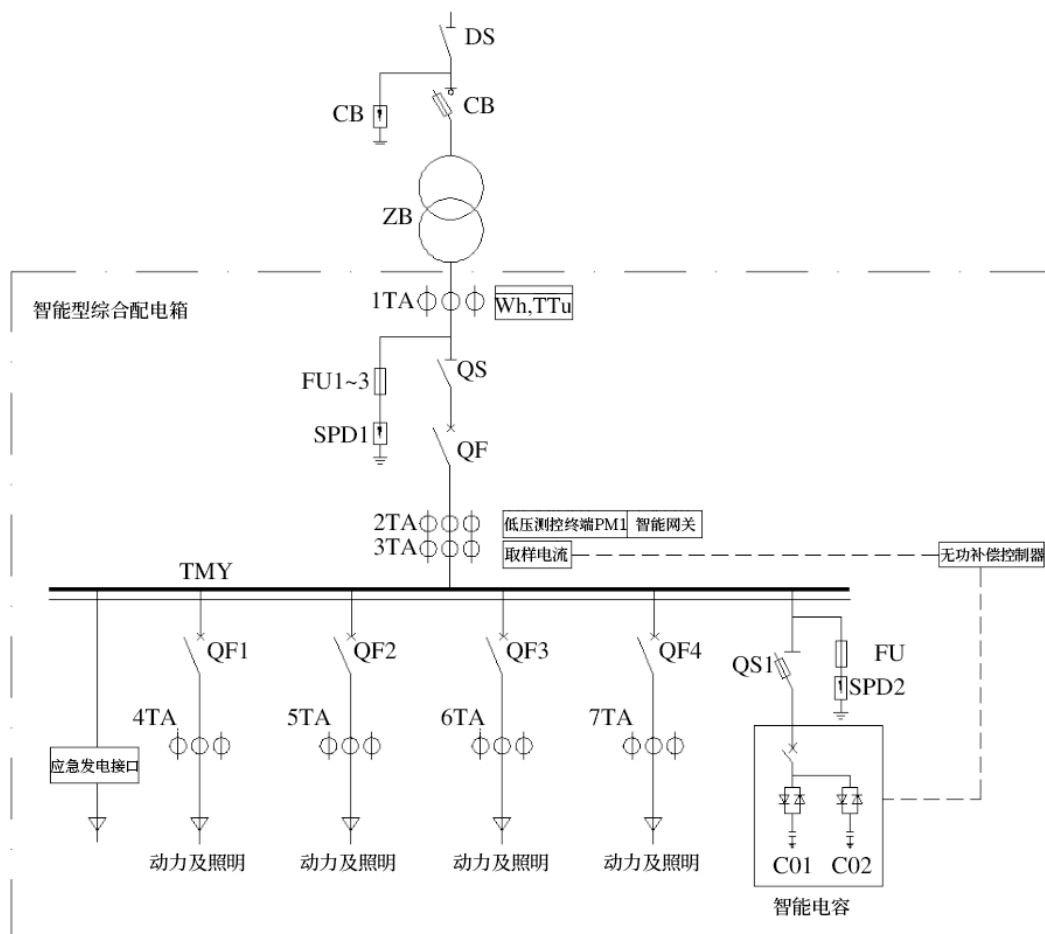 DS
CB
CB
ZB
智能型综合配电箱
1TA
Wh,TTu
FU1~3
QS
SPD1
QF
2TA
低压测控终端PM1
智能网关
3TA
取样电流
无功补偿控制器
TMY
QF1
QF2
QF3
QF4
QS1
FU
SPD2
4TA
5TA
6TA
7TA
应急发电接口
动力及照明
动力及照明
动力及照明
动力及照明
C01
C02
智能电容